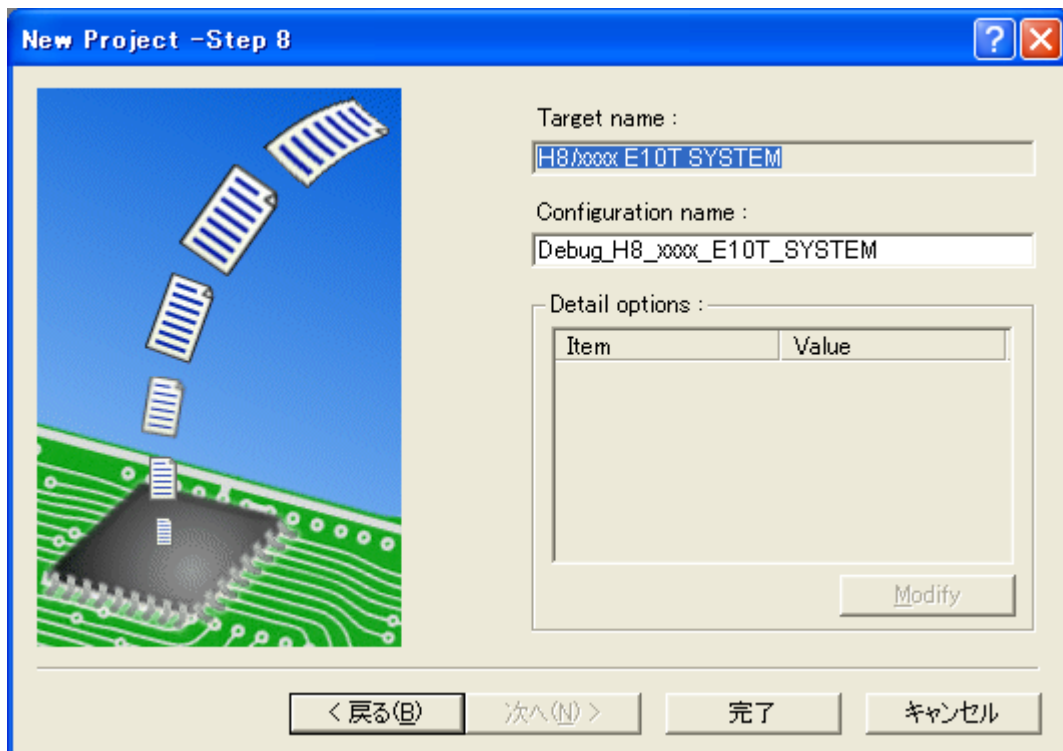 New Project -Step 8
Target name :
H8/xxxx E10T SYSTEM
Configuration name :
Debug_H8_xxxx_E10T_SYSTEM
Detail options :
Item Value
Modify
< 戻る(B) 次へ(N) > 完了 キャンセル